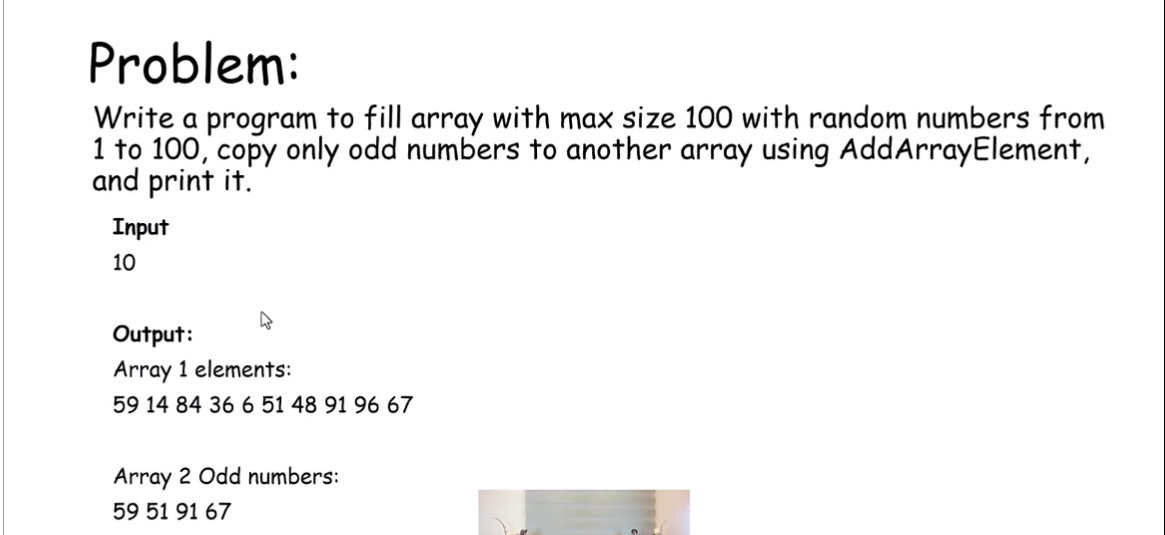 Problem:
Write a program to fill array with max size 100 with random numbers from
1 to 100, copy only odd numbers to another array using AddArrayElement,
and print it.
Input
10
Output:
Array 1 elements:
59 14 84 36 6 51 48 91 96 67
Array 2 Odd numbers:
59 51 91 67